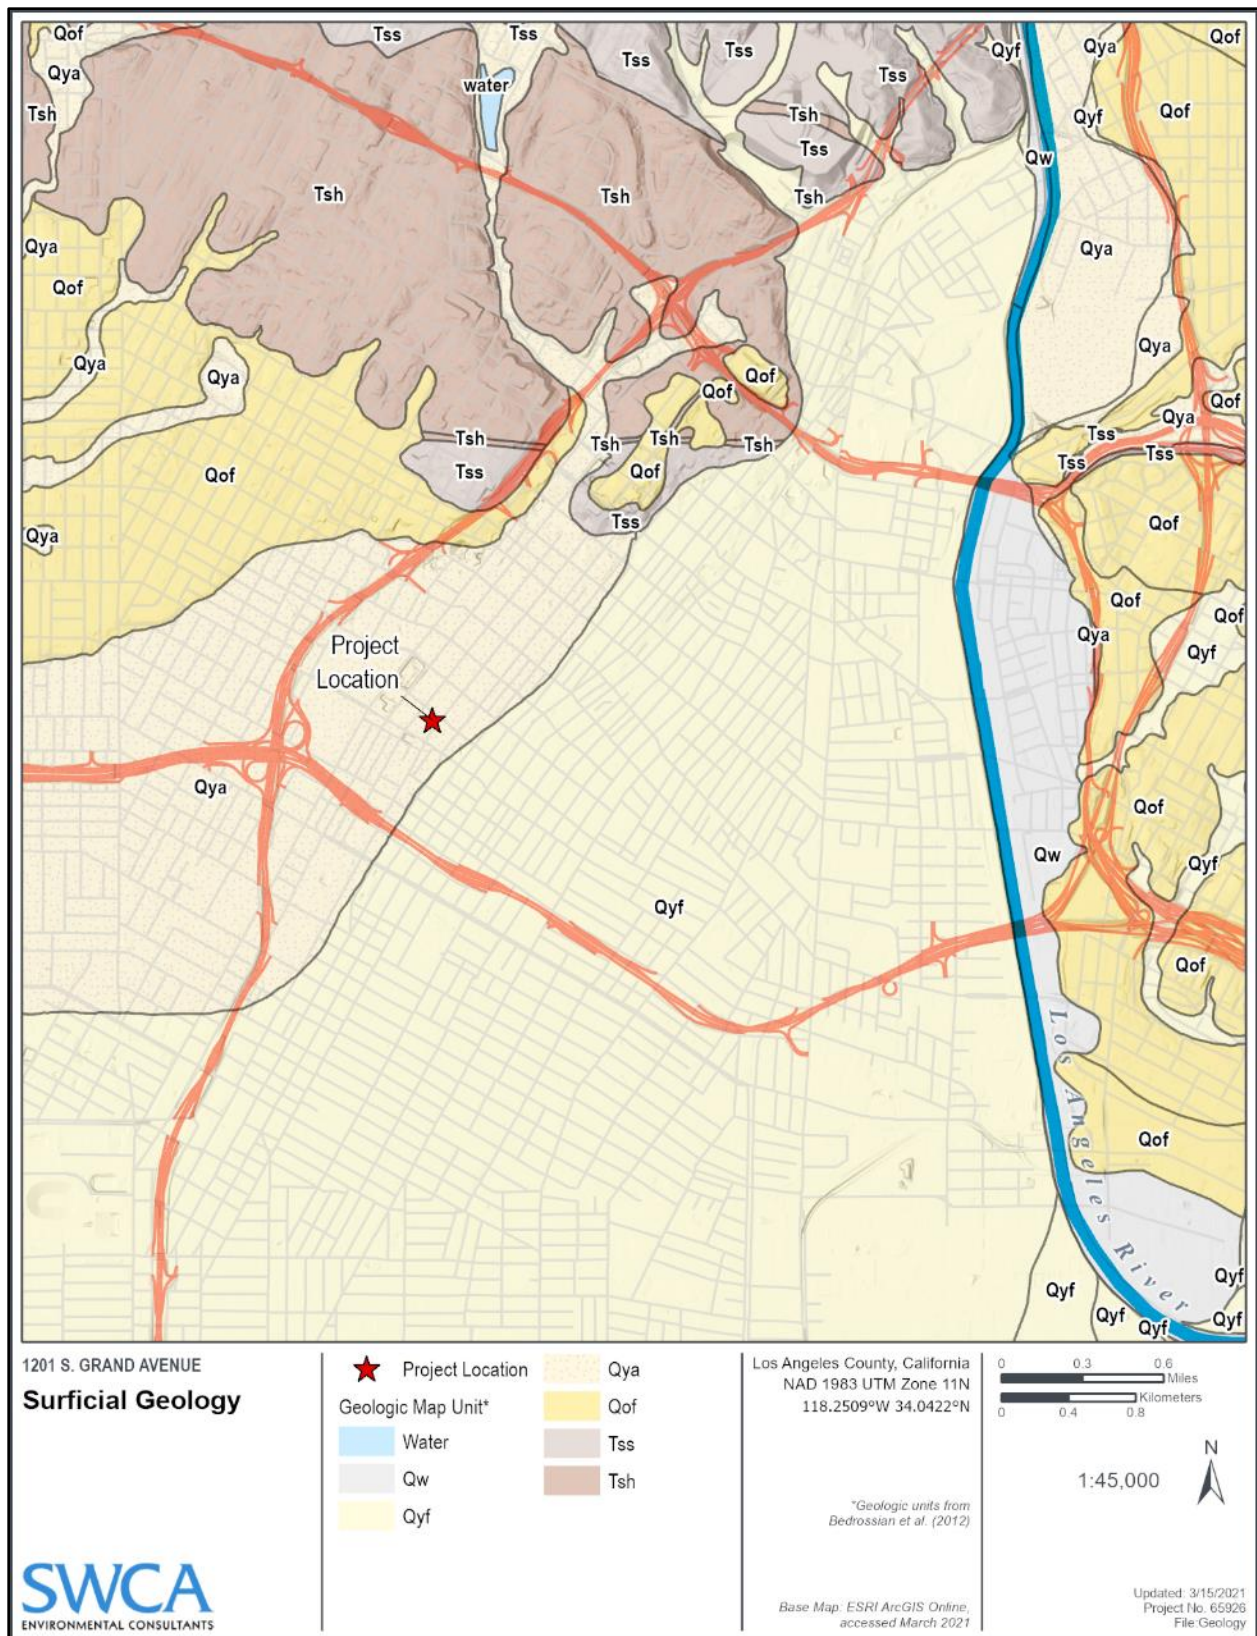 Qof
Tss
Tss
Qyf
Qya
Qof
Qya
Tss
Tss
Tss
water
Tsh
Tsh
Qyf
Qof
Tss
Qw
Tsh
Tsh
Tsh
Qya
Qya
Qof
Qya
Qya
Qya
Qof
Qof
Qof
Qya
Tsh
Tsh
Tsh
Tsh
Tss
Tss
Qof
Tss
Qof
Tss
Qof
Qya
Qof
Qof
Project
Location
Qya
Qyf
Qya
Qof
Qw
Qyf
Qyf
Qof
Los Angeles River
Qof
Qyf
Qyf
Qyf
Qyf
Qyf
1201 S. GRAND AVENUE
Surficial Geology
SWCA
ENVIRONMENTAL CONSULTANTS
Project Location
Geologic Map Unit*
Water
Qw
Qyf
Qya
Qof
Tss
Tsh
Los Angeles County, California
NAD 1983 UTM Zone 11N
118.2509°W 34.0422°N
*Geologic units from
Bedrossian et al. (2012)
Base Map: ESRI ArcGIS Online,
accessed March 2021
0 0.3 0.6
Miles
Kilometers
0 0.4 0.8
N
1:45,000
Updated: 3/15/2021
Project No. 65926
File:Geology